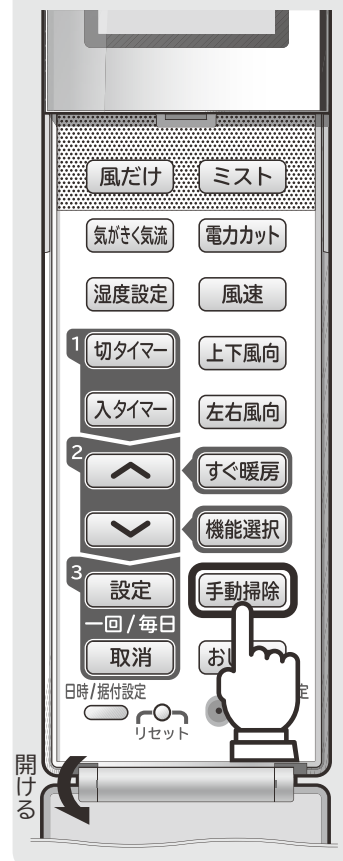 風だけ
ミスト
気がきく気流
電力カット
湿度設定
風速
1
切タイマー
上下風向
入タイマー
左右風向
2
すぐ暖房
機能選択
3
設定
手動掃除
一回/毎日
取消
お
日時/据付設定
定
リセット
開ける